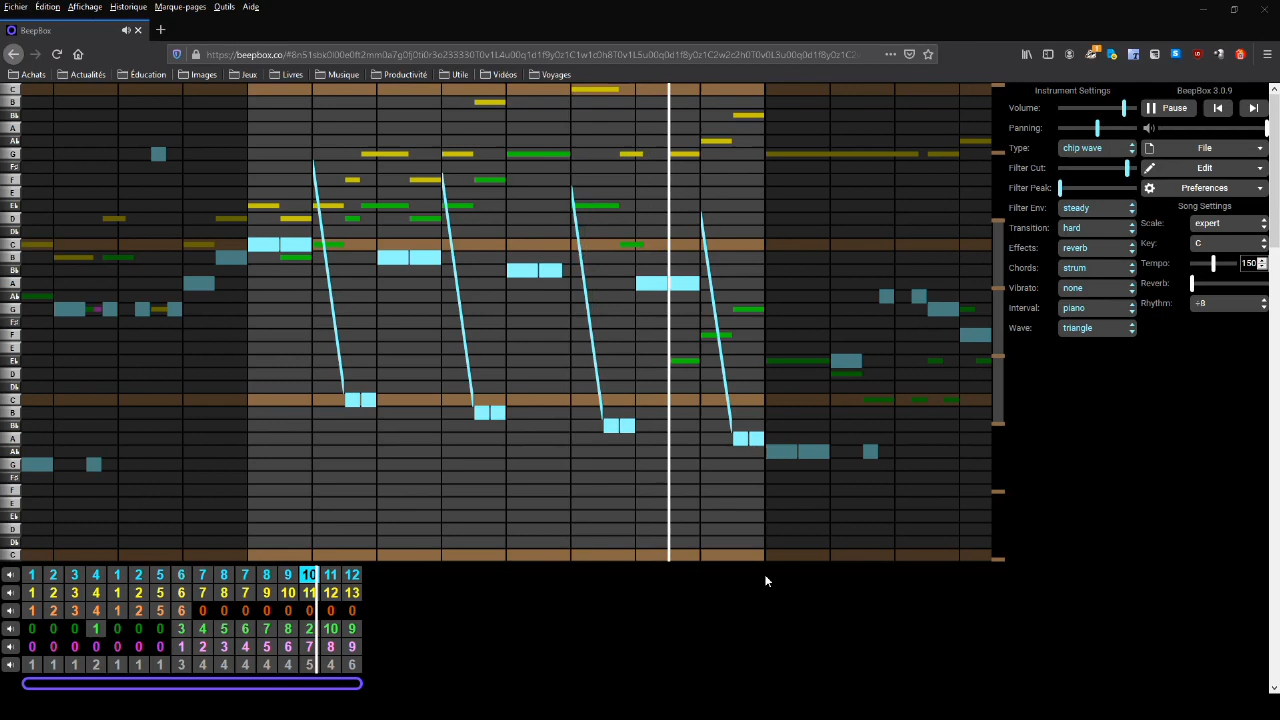 Fichier Édition Affichage Historique Marque-pages Outils Aide
BeepBox
https://beepbox.co/#8n51sbk0l00e0ft2mm0a7g0fj0ti0r3o233330T0v1L4u00q1d1f9y0z1C1w1c0h8T0v1L5u00q0d1f8y0z1C2w2c2h0T0v0L3u00q0d1f8y0z1C2
Achats Actualités Éducation Images Jeux Livres Musique Productivité Utile Vidéos Voyages
C
B
B♭
A
A♭
G
F♯
F
E
E♭
D
D♭
C
B
B♭
A
A♭
G
F♯
F
E
E♭
D
D♭
C
B
B♭
A
A♭
G
F♯
F
E
E♭
D
D♭
C
Instrument Settings
Volume:
Panning:
Type: chip wave
Filter Cut:
Filter Peak:
Filter Env: steady
Transition: hard
Effects: reverb
Chords: strum
Vibrato: none
Interval: piano
Wave: triangle
BeepBox 3.0.9
Pause
File
Edit
Preferences
Song Settings
Scale: expert
Key: C
Tempo: 150
Reverb:
Rhythm: ÷8
1 2 3 4 1 2 5 6 7 8 7 8 9 10 11 12
1 2 3 4 1 2 5 6 7 8 7 9 10 11 12 13
1 2 3 4 1 2 5 6 0 0 0 0 0 0 0 0
0 0 0 1 0 0 0 3 4 5 6 7 8 2 10 9
0 0 0 0 0 0 0 1 2 3 4 5 6 7 8 9
1 1 1 2 1 1 1 3 4 4 4 4 4 5 4 6